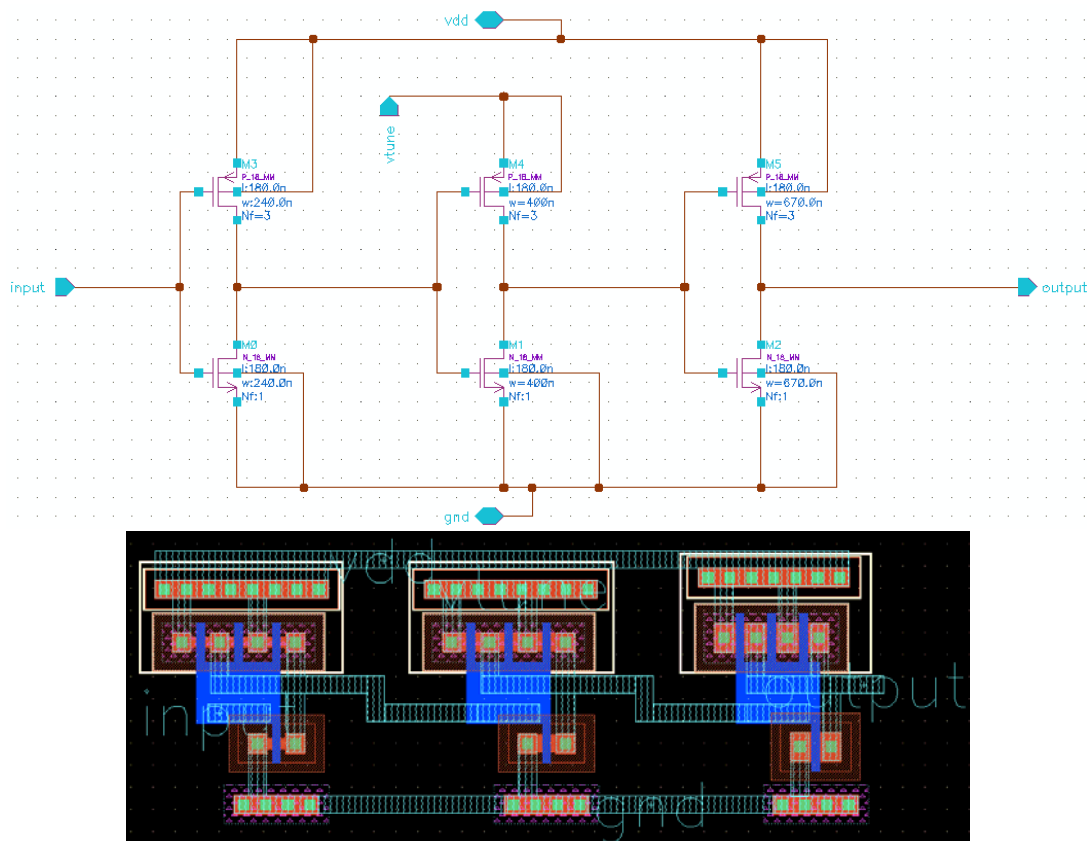 vdd
vtune
M3
P_18_MM
l:180.0n
w:240.0n
Nf=3
M4
P_18_MM
l:180.0n
w=400n
Nf=3
M5
P_18_MM
l:180.0n
w=670.0n
Nf:3
input
output
M0
N_18_MM
l:180.0n
w:240.0n
Nf:1
M1
N_18_MM
l:180.0n
w=400n
Nf:1
M2
N_18_MM
l:180.0n
w=670.0n
Nf:1
gnd
vdd
vtune
input
output
gnd